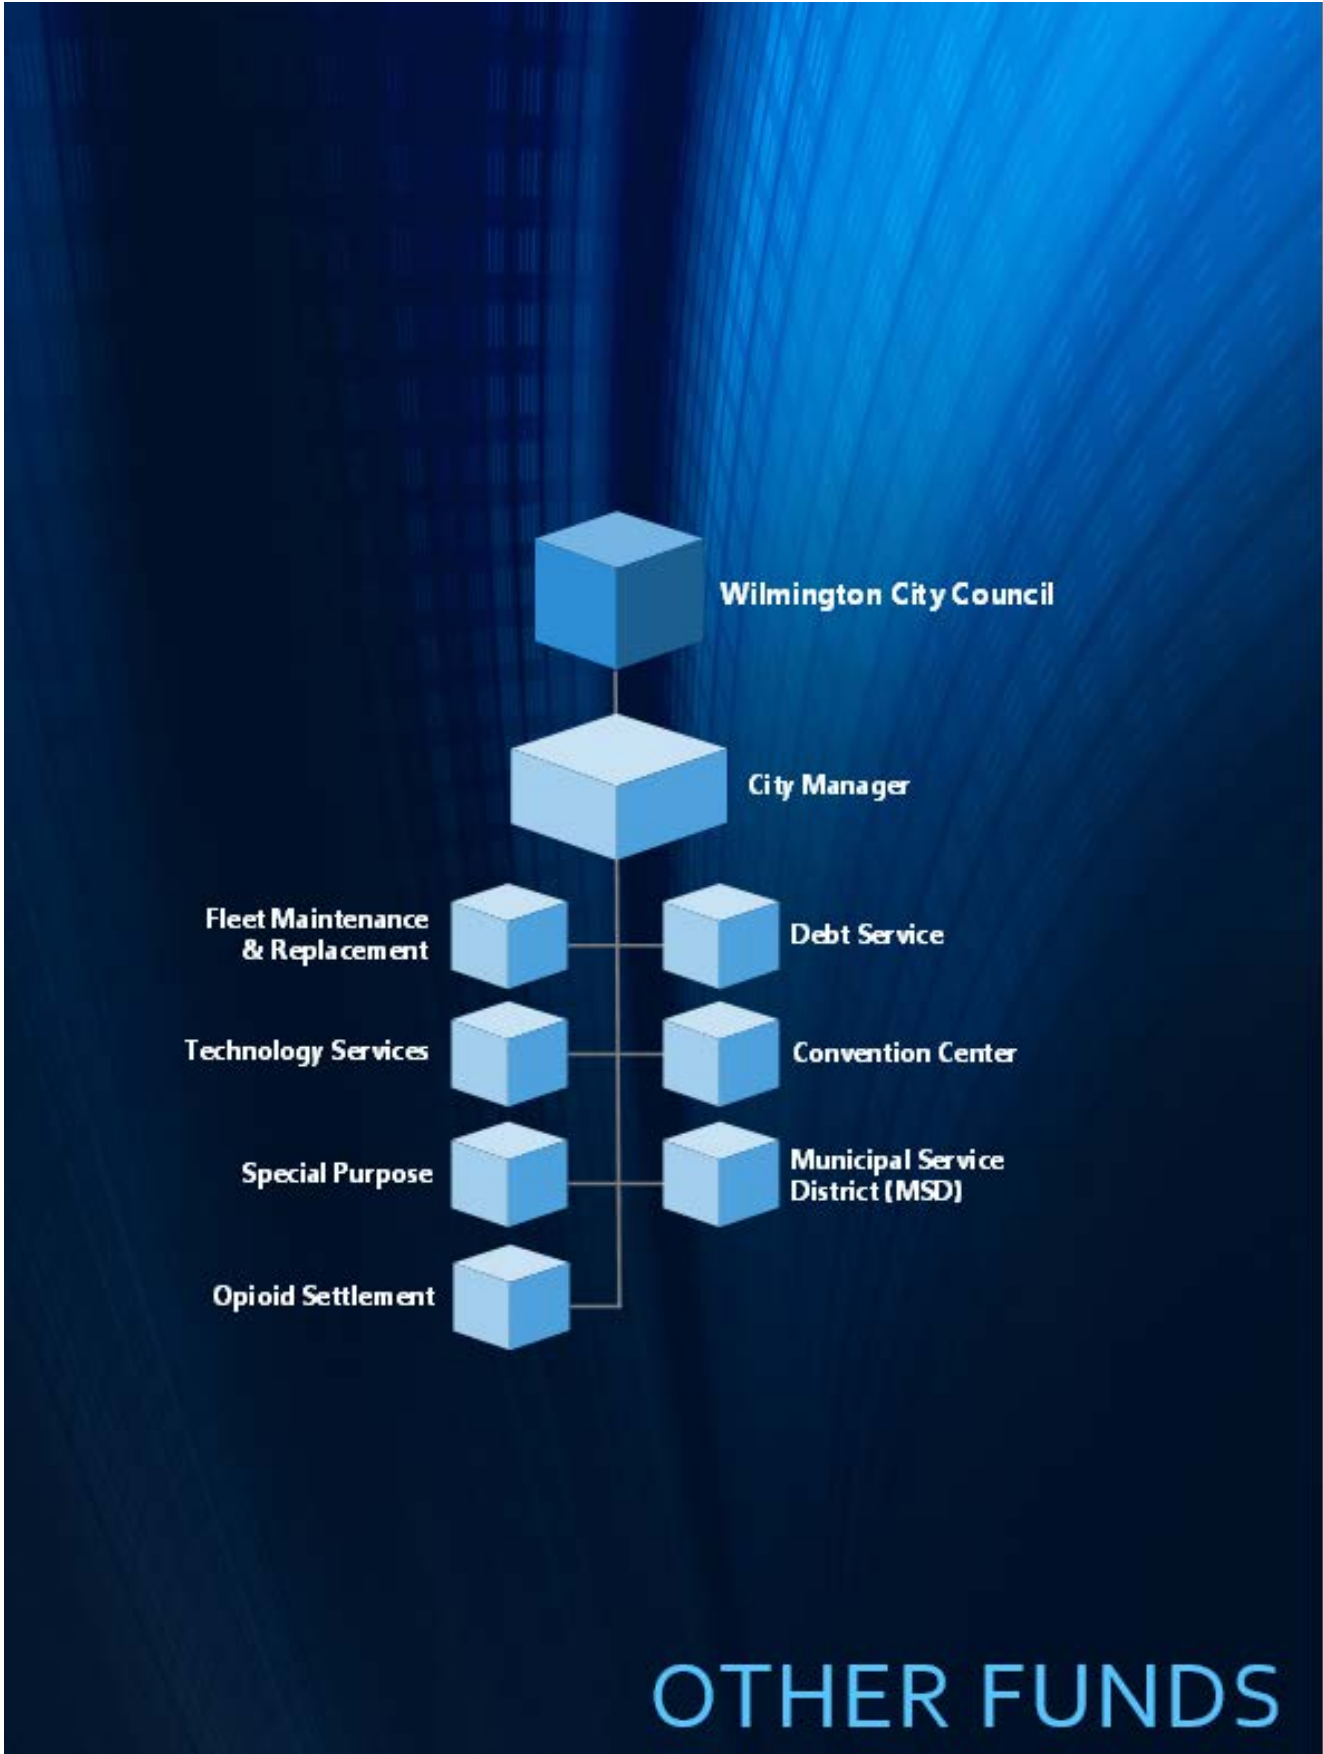 Wilmington City Council
City Manager
Fleet Maintenance
& Replacement
Debt Service
Technology Services
Convention Center
Special Purpose
Municipal Service
District (MSD)
Opioid Settlement
OTHER FUNDS